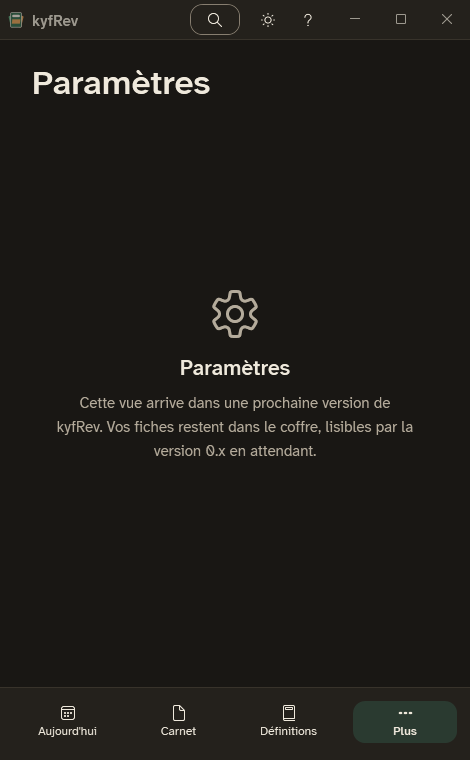 kyfRev
?
Paramètres
Paramètres
Cette vue arrive dans une prochaine version de
kyfRev. Vos fiches restent dans le coffre, lisibles par la
version 0.x en attendant.
Aujourd'hui
Carnet
Définitions
Plus